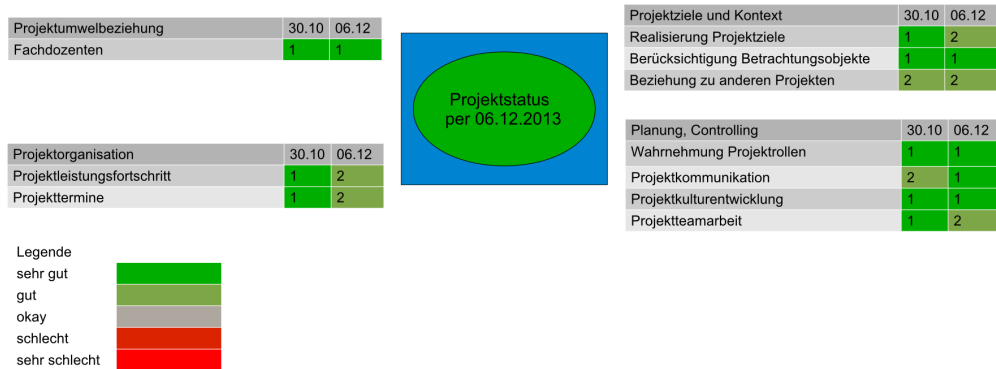 Projektumwelbeziehung 30.10 06.12
Fachdozenten 1 1
Projektstatus
per 06.12.2013
Projektziele und Kontext 30.10 06.12
Realisierung Projektziele 1 2
Berücksichtigung Betrachtungsobjekte 1 1
Beziehung zu anderen Projekten 2 2
Projektorganisation 30.10 06.12
Projektleistungsfortschritt 1 2
Projekttermine 1 2
Planung, Controlling 30.10 06.12
Wahrnehmung Projektrollen 1 1
Projektkommunikation 2 1
Projektkulturentwicklung 1 1
Projektteamarbeit 1 2
Legende
sehr gut
gut
okay
schlecht
sehr schlecht